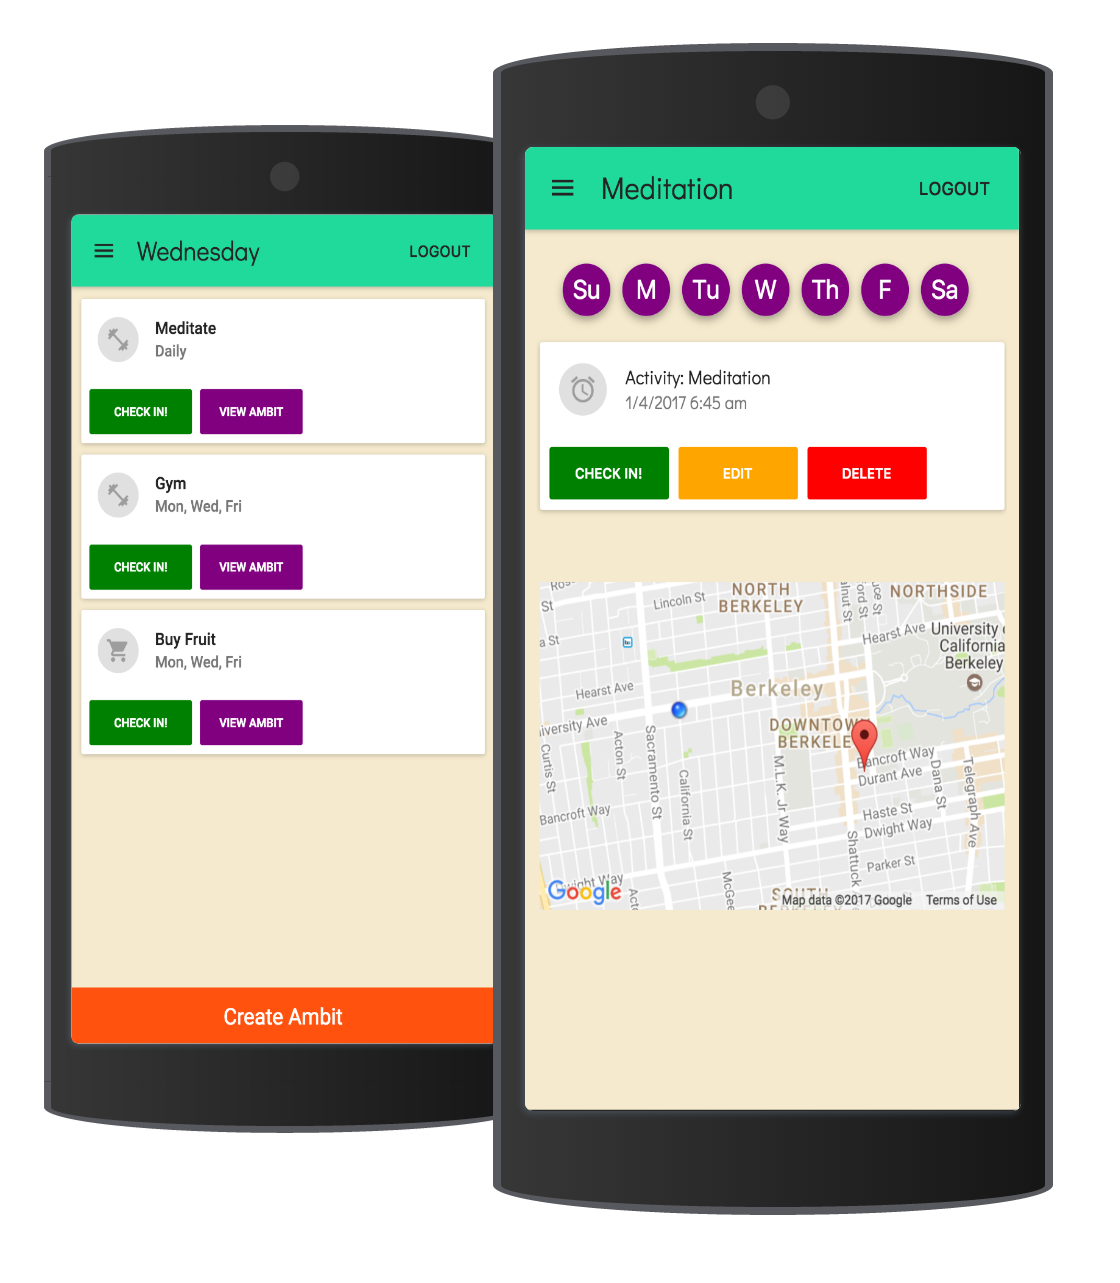 Wednesday
LOGOUT
Meditate
Daily
CHECK IN!
VIEW AMBIT
Gym
Mon, Wed, Fri
CHECK IN!
VIEW AMBIT
Buy Fruit
Mon, Wed, Fri
CHECK IN!
VIEW AMBIT
Create Ambit
Meditation
LOGOUT
Su M Tu W Th F Sa
Activity: Meditation
1/4/2017 6:45 am
CHECK IN!
EDIT
DELETE
NORTH
BERKELEY
NORTHSIDE
St
Lincoln St
Hearst Ave
University
California
Berkeley
a St
Hearst Ave
Berkeley
iversity Ave
DOWNTOWN
BERKELE
Curtis St
Acton St
Sacramento St
California St
M.L.K. Jr Way
Bancroft Way
Durant Ave
Dana St
Telegraph Ave
Bancroft Way
Haste St
Dwight Way
Shattuck
Parker St
Dwight Way
McGee
Google
SOUTH
Map data ©2017 Google
Terms of Use